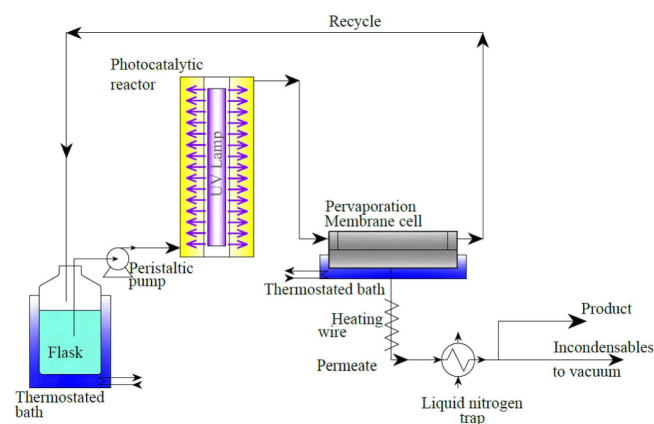 Recycle
Photocatalytic
reactor
UV Lamp
Pervaporation
Membrane cell
Peristaltic
pump
Thermostated bath
Heating
wire
Product
Flask
Permeate
Incondensables
to vacuum
Thermostated
bath
Liquid nitrogen
trap